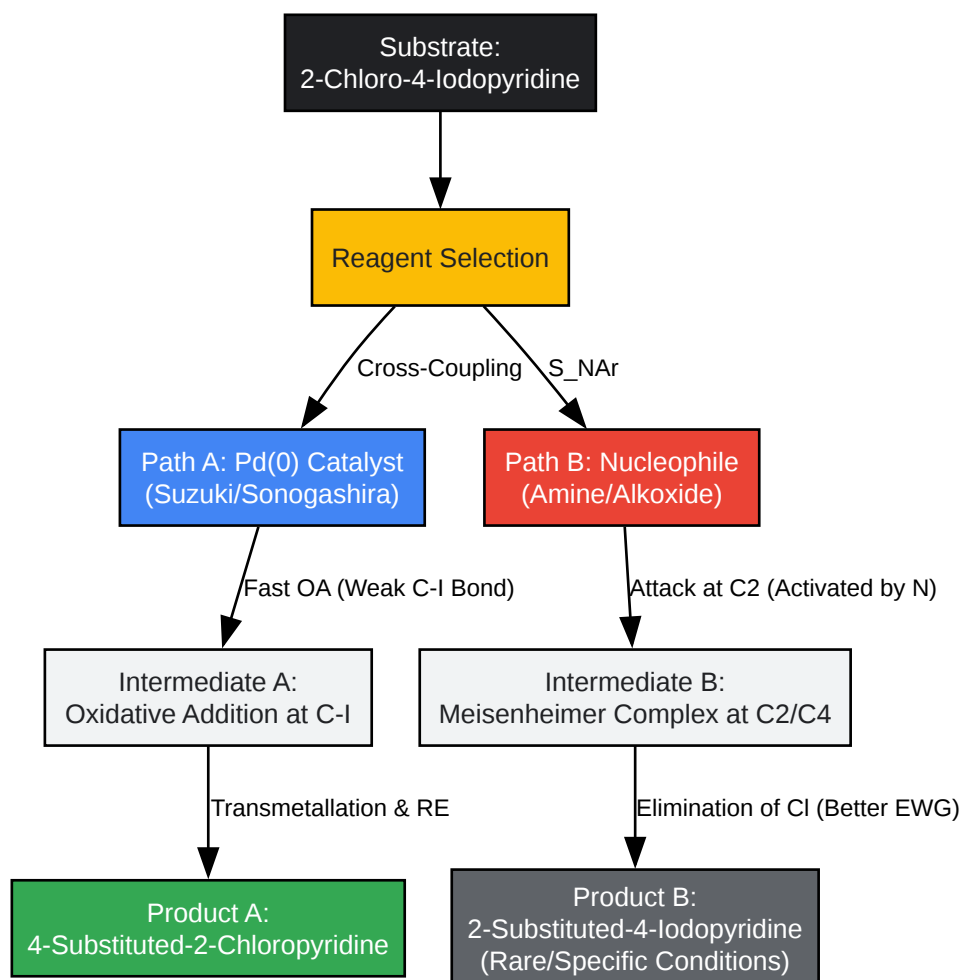 Substrate:
2-Chloro-4-Iodopyridine
Reagent Selection
Cross-Coupling
S_NAr
Path A: Pd(0) Catalyst
(Suzuki/Sonogashira)
Path B: Nucleophile
(Amine/Alkoxide)
Fast OA (Weak C-I Bond)
Attack at C2 (Activated by N)
Intermediate A:
Oxidative Addition at C-I
Intermediate B:
Meisenheimer Complex at C2/C4
Transmetallation & RE
Elimination of Cl (Better EWG)
Product A:
4-Substituted-2-Chloropyridine
Product B:
2-Substituted-4-Iodopyridine
(Rare/Specific Conditions)